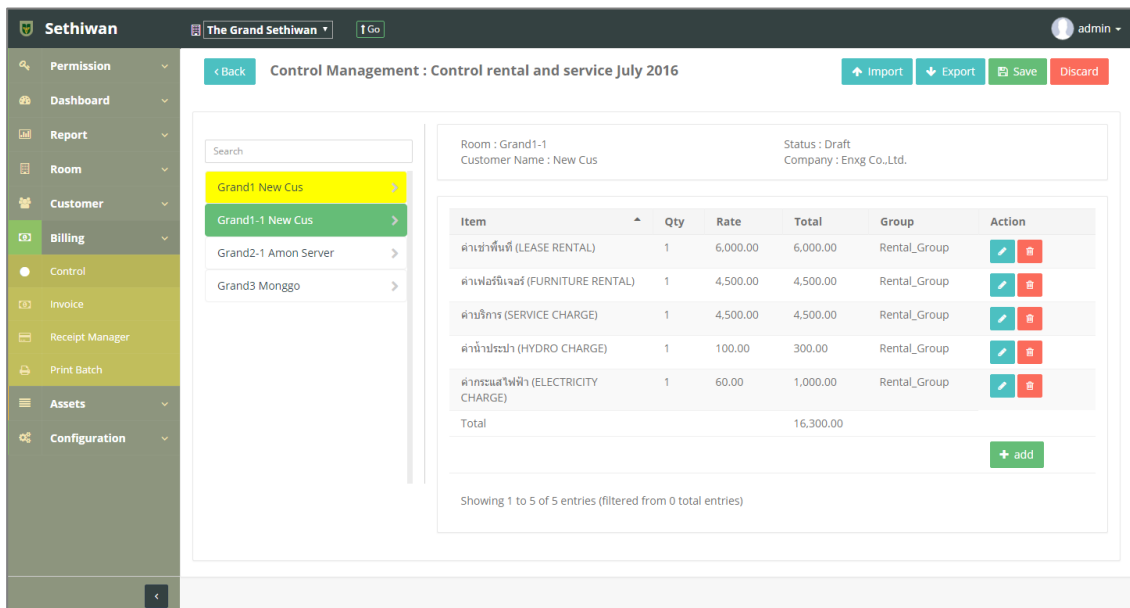 Sethiwan
The Grand Sethiwan
Go
admin
Permission
Dashboard
Report
Room
Customer
Billing
Control
Invoice
Receipt Manager
Print Batch
Assets
Configuration
Back
Control Management : Control rental and service July 2016
Import
Export
Save
Discard
Search
Grand1 New Cus
Grand1-1 New Cus
Grand2-1 Amon Server
Grand3 Monggo
Room : Grand1-1
Status : Draft
Customer Name : New Cus
Company : Enxg Co.,Ltd.
Item Qty Rate Total Group Action
ค่าเช่าพื้นที่ (LEASE RENTAL) 1 6,000.00 6,000.00 Rental_Group
ค่าเฟอร์นิเจอร์ (FURNITURE RENTAL) 1 4,500.00 4,500.00 Rental_Group
ค่าบริการ (SERVICE CHARGE) 1 4,500.00 4,500.00 Rental_Group
ค่าน้ำประปา (HYDRO CHARGE) 1 100.00 300.00 Rental_Group
ค่ากระแสไฟฟ้า (ELECTRICITY 1 60.00 1,000.00 Rental_Group
CHARGE)
Total 16,300.00
add
Showing 1 to 5 of 5 entries (filtered from 0 total entries)